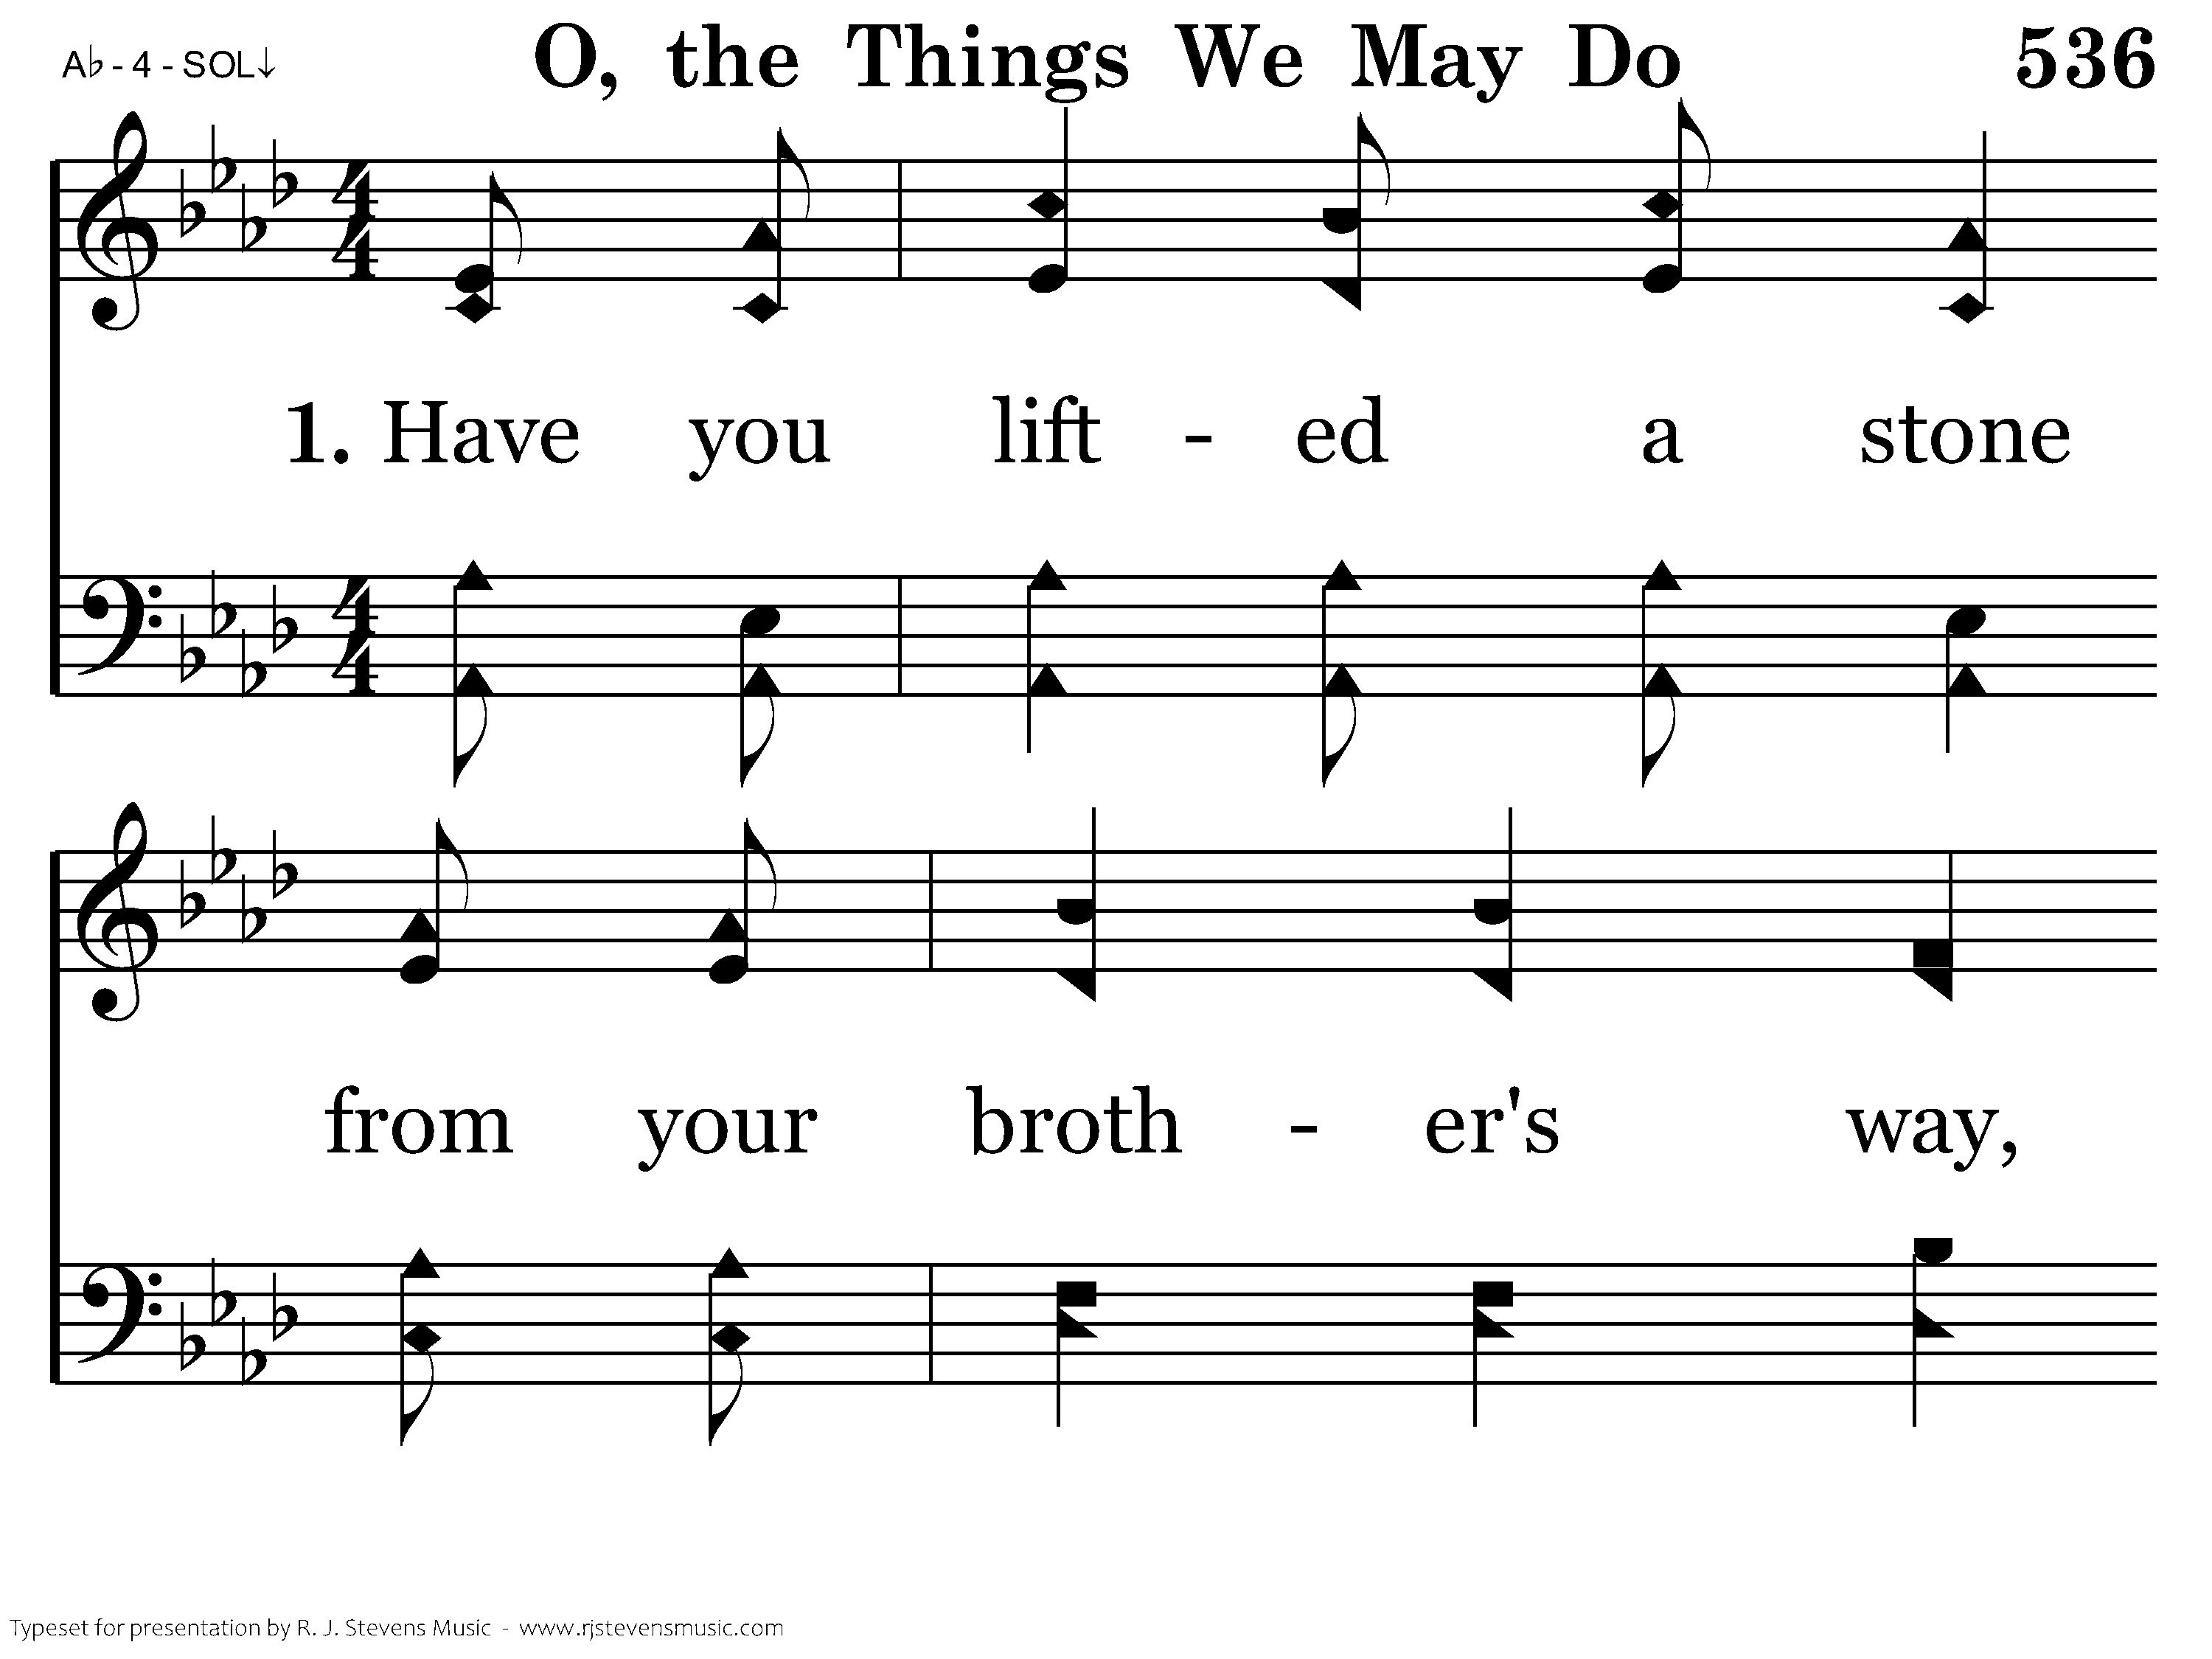 A♭ - 4 - SOL↓ O, the Things We May Do 536
1. Have you lift - ed a stone
from your broth - er's way,
Typeset for presentation by R. J. Stevens Music - www.rjstevensmusic.com